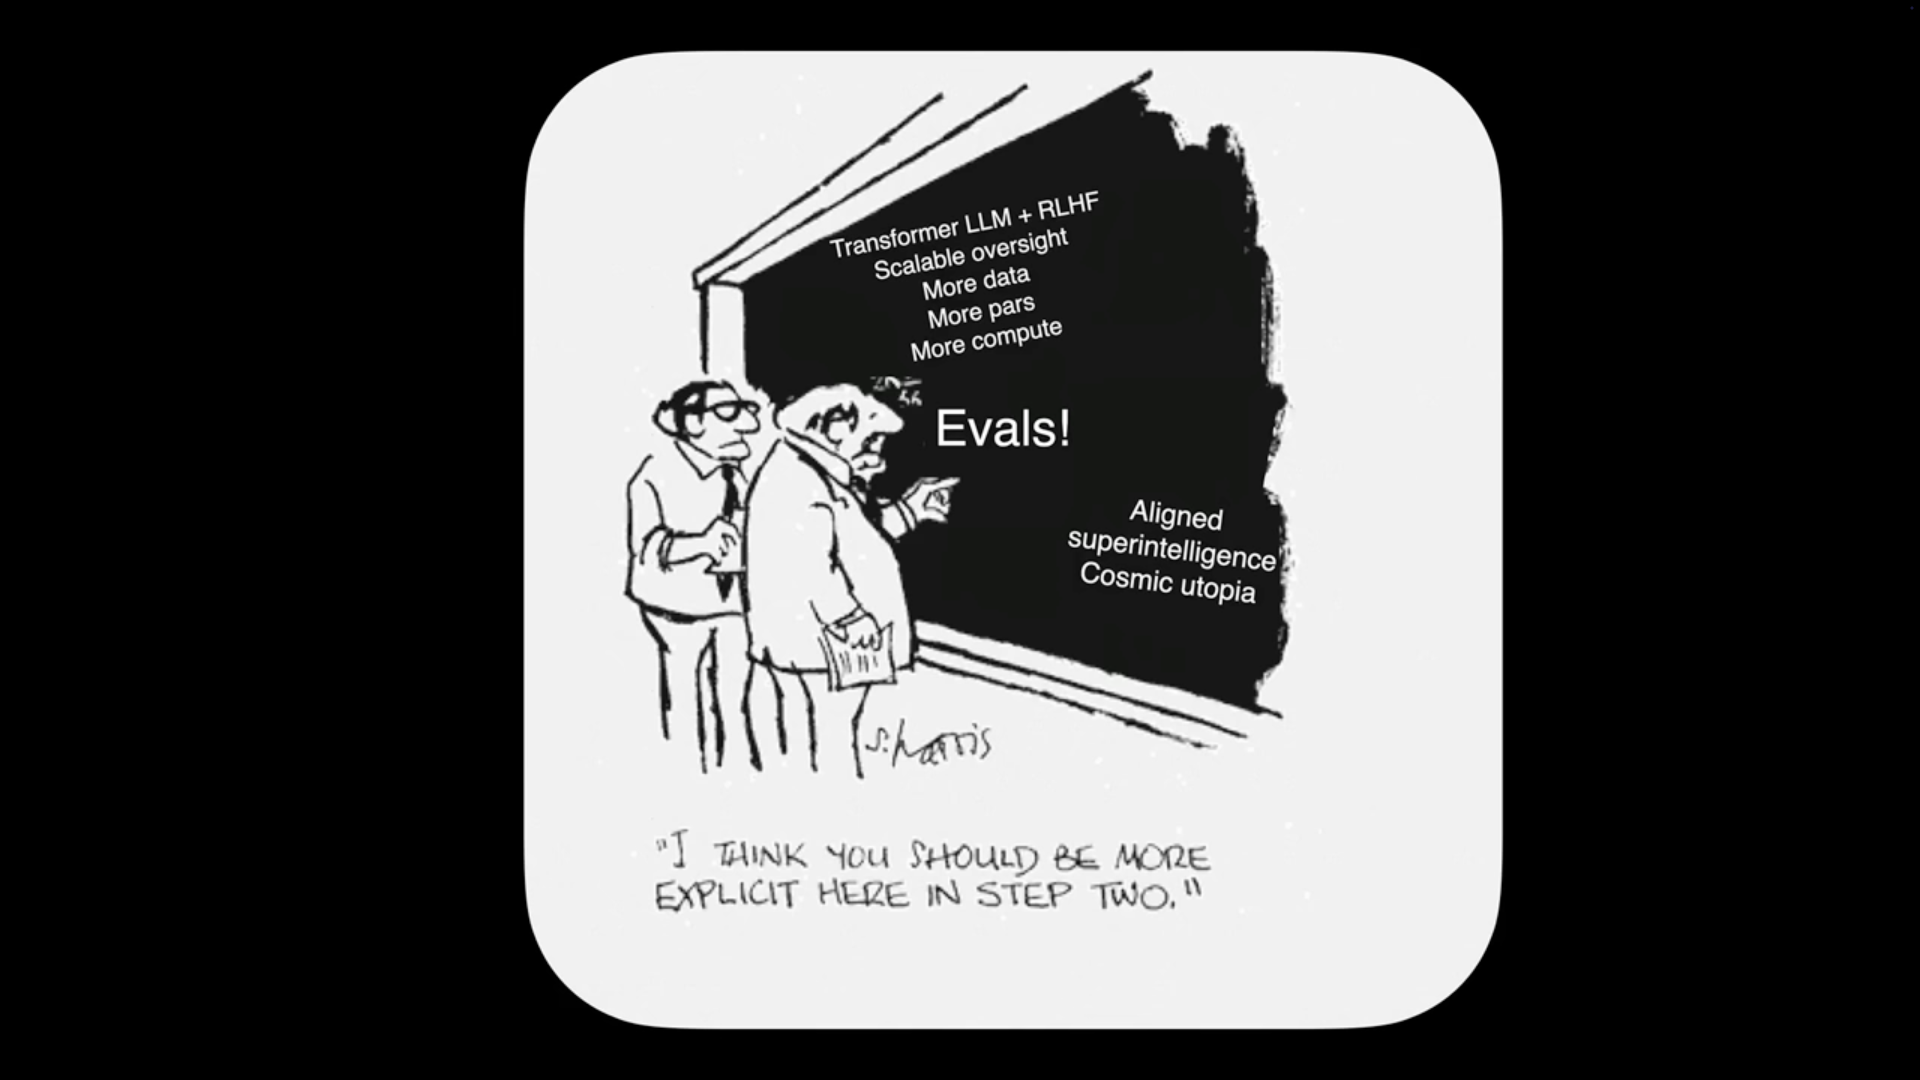 Transformer LLM + RLHF
Scalable oversight
More data
More pars
More compute
Evals!
Aligned
superintelligence
Cosmic utopia
S. Harris
"I THINK YOU SHOULD BE MORE
EXPLICIT HERE IN STEP TWO."